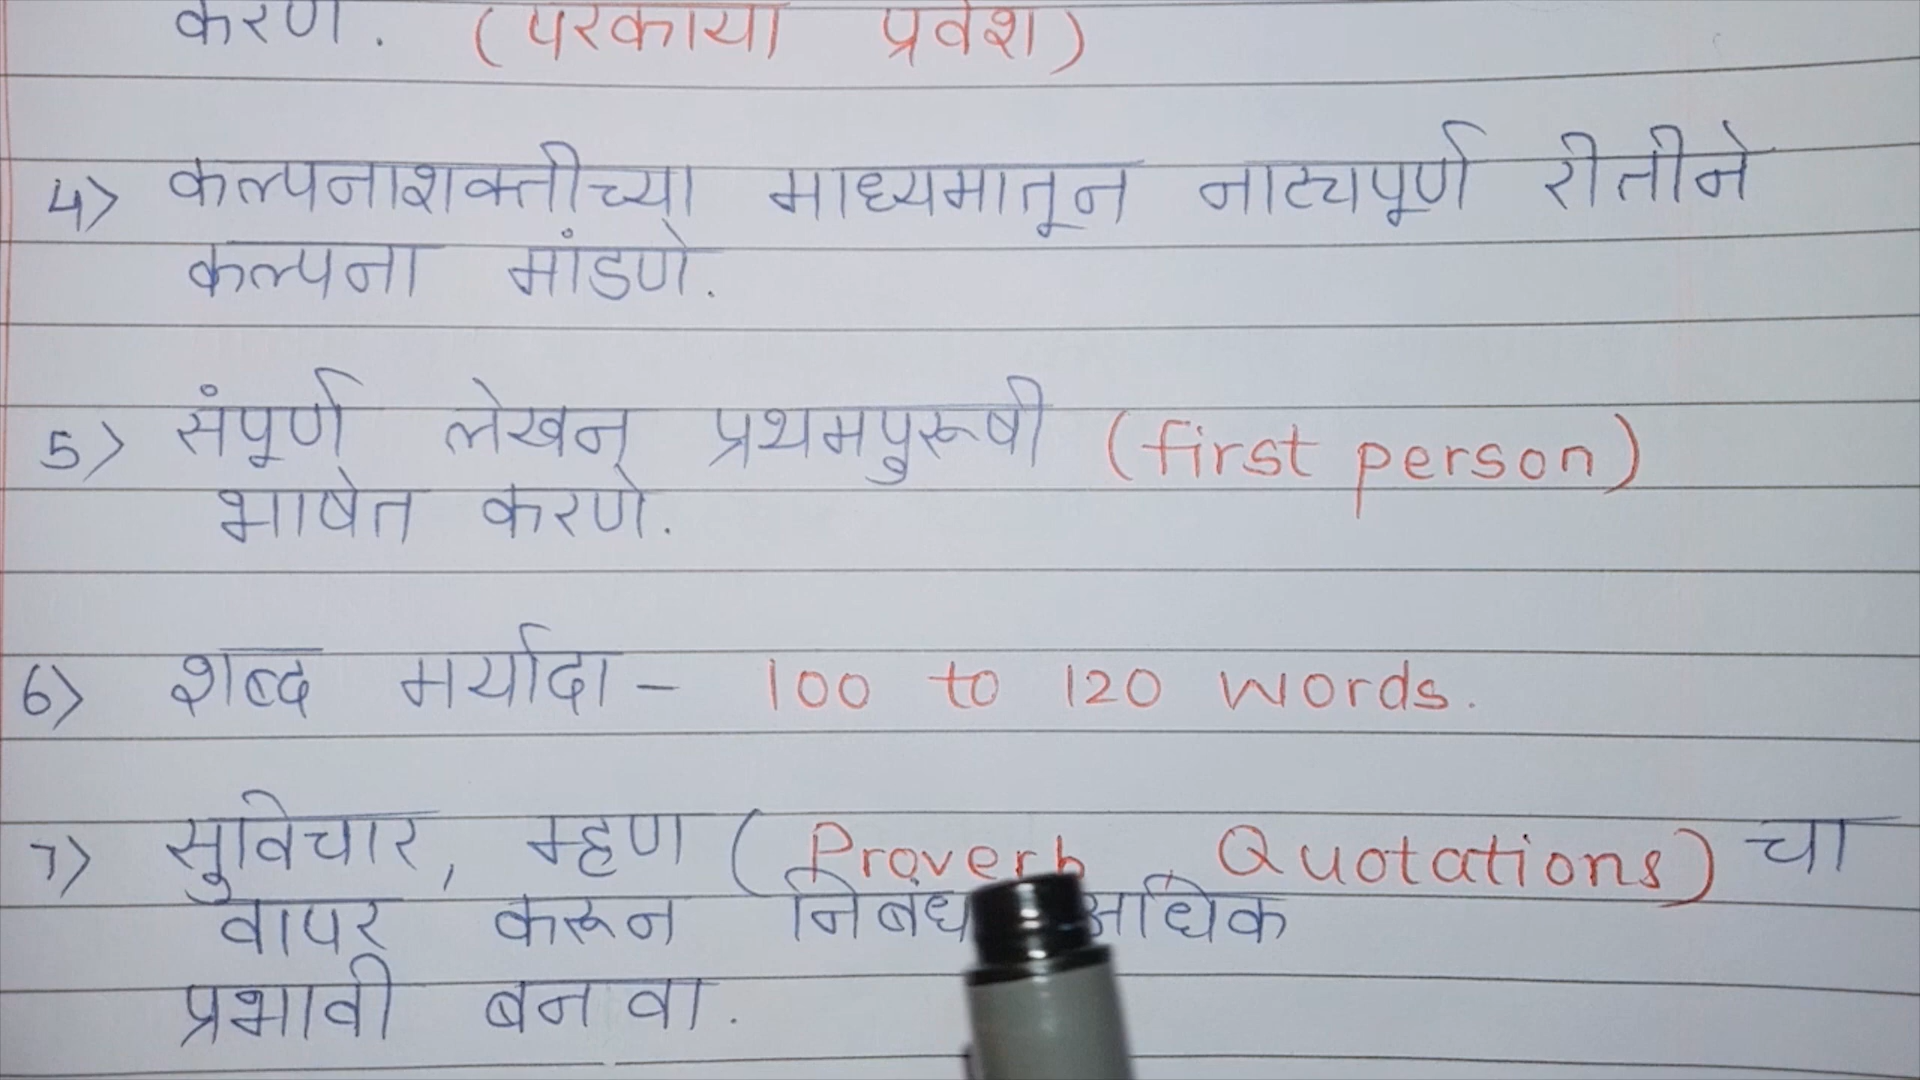 करणे. (परकाया प्रवेश)
4) कल्पनाशक्तीच्या माध्यमातून नाट्यपूर्ण रीतीने
कल्पना मांडणे.
5) संपूर्ण लेखन प्रथमपुरूषी (first person)
भाषेत करणे.
6) शब्द मर्यादा - 100 to 120 words.
7) सुविचार, म्हण (Proverb, Quotations) चा
वापर करून निबंध अधिक
प्रभावी बनवा.